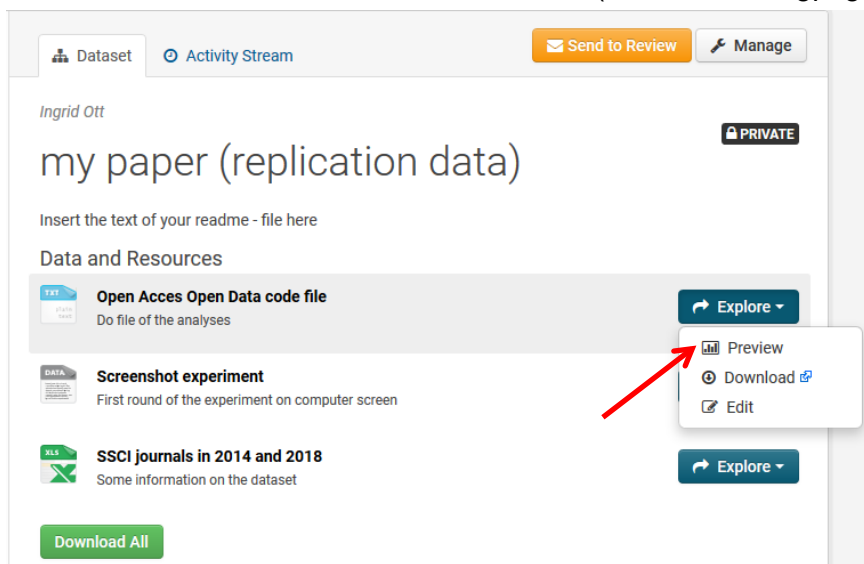 Dataset
Activity Stream
Send to Review
Manage
Ingrid Ott
PRIVATE
my paper (replication data)
Insert the text of your readme - file here
Data and Resources
TXT
Open Acces Open Data code file
Do file of the analyses
Explore
Preview
Download
Edit
DATA
Screenshot experiment
First round of the experiment on computer screen
XLS
SSCI journals in 2014 and 2018
Some information on the dataset
Explore
Download All